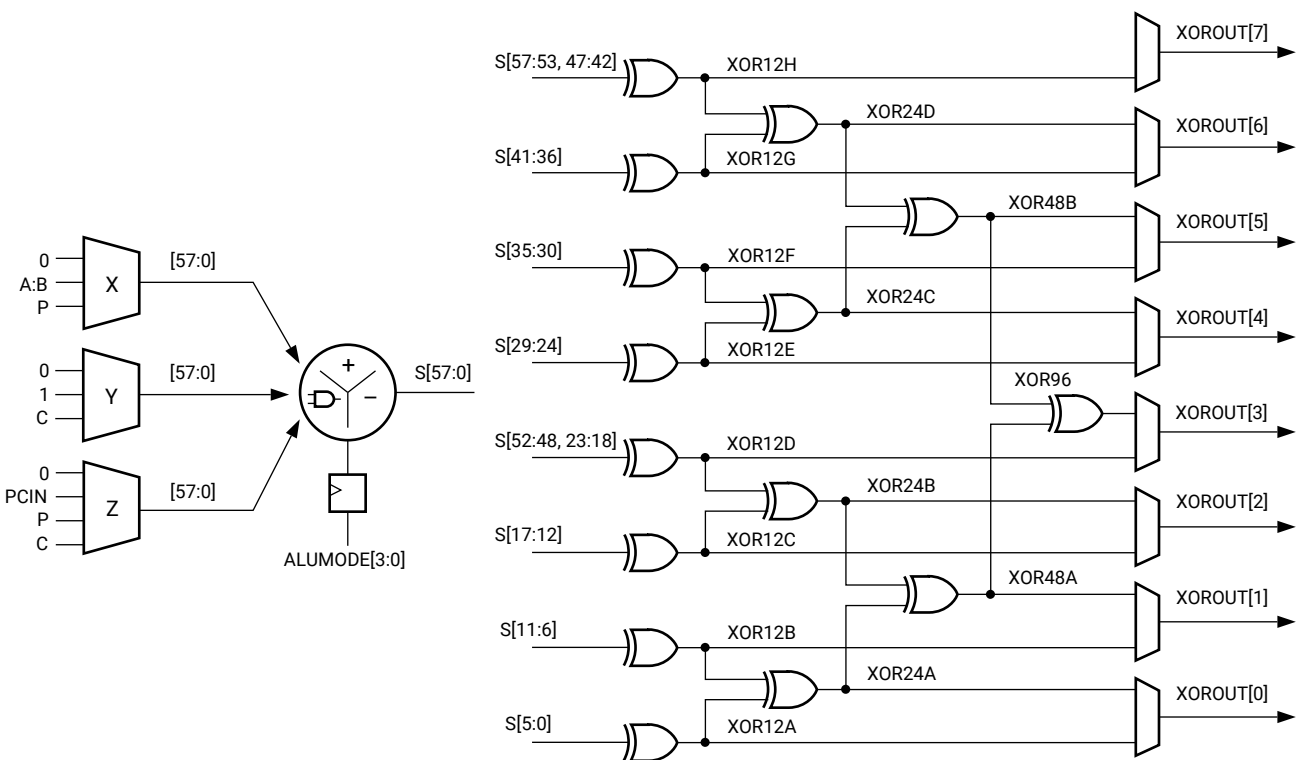 S[57:53, 47:42]
XOR12H
XOROUT[7]
XOR24D
XOROUT[6]
S[41:36]
XOR12G
XOR48B
XOROUT[5]
S[35:30]
XOR12F
XOR24C
XOROUT[4]
S[29:24]
XOR12E
XOR96
XOROUT[3]
S[52:48, 23:18]
XOR12D
XOR24B
XOROUT[2]
S[17:12]
XOR12C
XOR48A
XOROUT[1]
S[11:6]
XOR12B
XOR24A
XOROUT[0]
S[5:0]
XOR12A
0
A:B
P
X
[57:0]
0
1
C
Y
[57:0]
0
PCIN
P
C
Z
[57:0]
+
−
S[57:0]
ALUMODE[3:0]